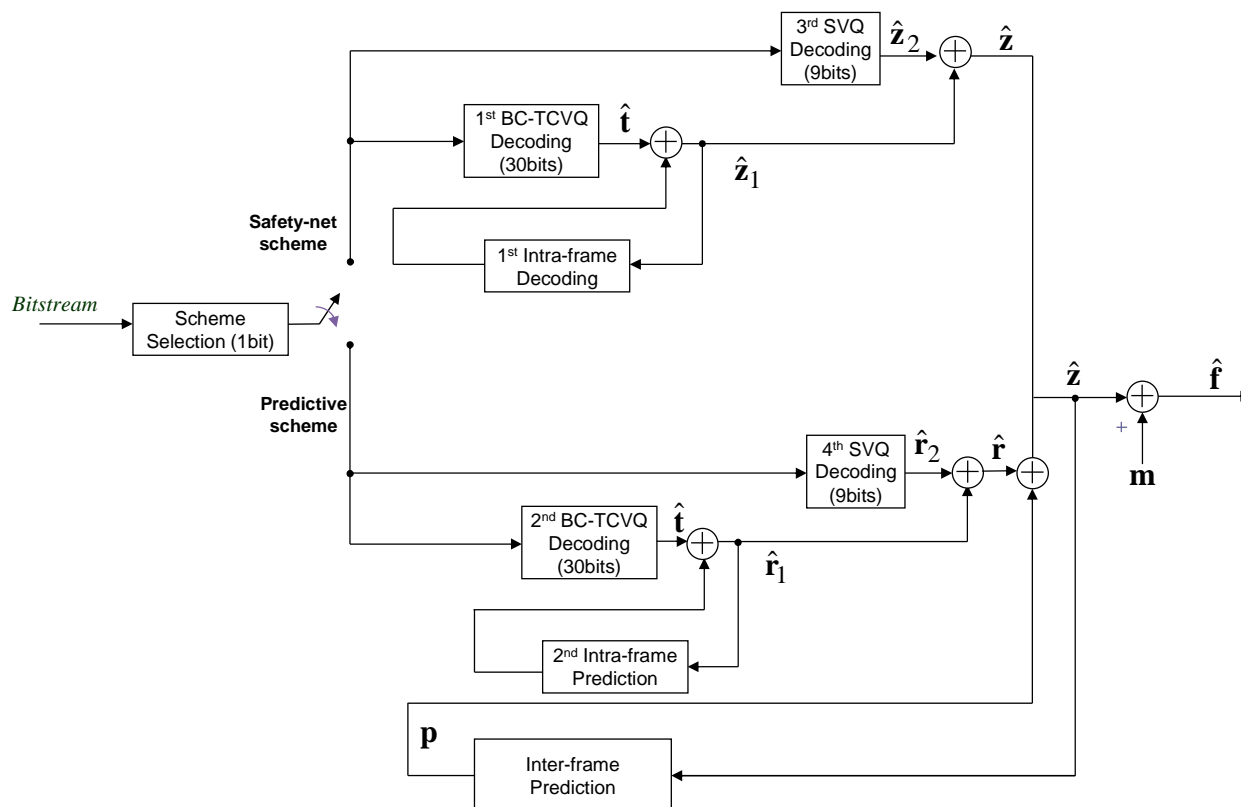 3rd SVQ
Decoding
(9bits)
ẑ2
ẑ
1st BC-TCVQ
Decoding
(30bits)
t̂
ẑ1
Safety-net
scheme
1st Intra-frame
Decoding
Bitstream
Scheme
Selection (1bit)
Predictive
scheme
ẑ
f̂
+
m
4th SVQ
Decoding
(9bits)
r̂2
r̂
2nd BC-TCVQ
Decoding
(30bits)
t̂
r̂1
2nd Intra-frame
Prediction
p
Inter-frame
Prediction